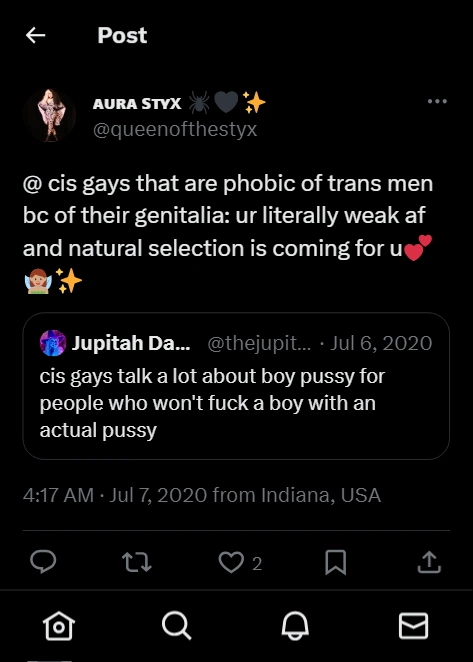 Post
AURA STYX 🕷🖤✨
@queenofthestyx
@ cis gays that are phobic of trans men
bc of their genitalia: ur literally weak af
and natural selection is coming for u💕
🧚✨
Jupitah Da... @thejupit... · Jul 6, 2020
cis gays talk a lot about boy pussy for
people who won't fuck a boy with an
actual pussy
4:17 AM · Jul 7, 2020 from Indiana, USA
2